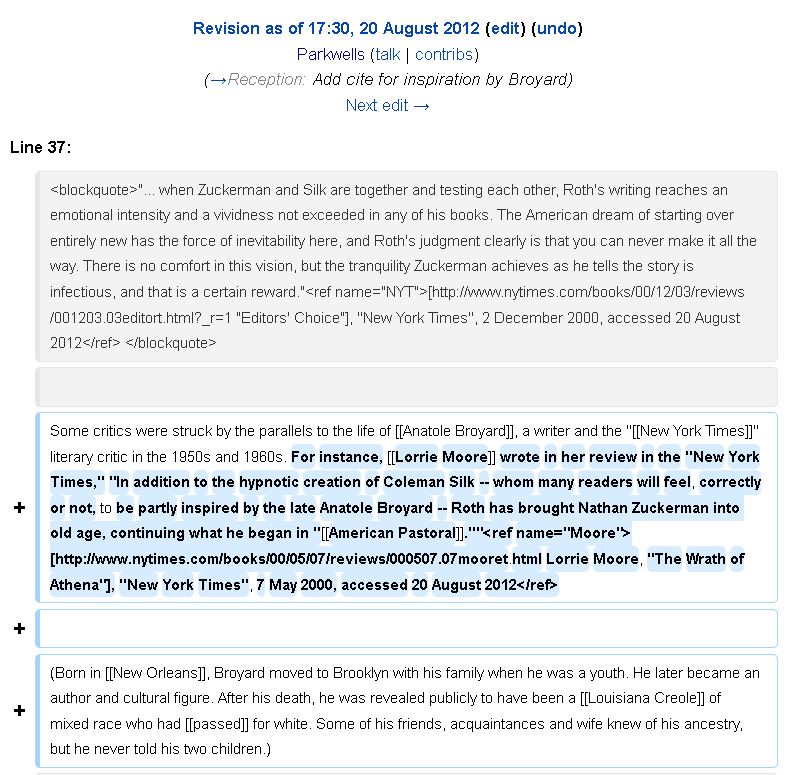 Revision as of 17:30, 20 August 2012 (edit) (undo)
Parkwells (talk | contribs)
(→Reception: Add cite for inspiration by Broyard)
Next edit →
Line 37:
<blockquote>"... when Zuckerman and Silk are together and testing each other, Roth's writing reaches an
emotional intensity and a vividness not exceeded in any of his books. The American dream of starting over
entirely new has the force of inevitability here, and Roth's judgment clearly is that you can never make it all the
way. There is no comfort in this vision, but the tranquility Zuckerman achieves as he tells the story is
infectious, and that is a certain reward."<ref name="NYT">[http://www.nytimes.com/books/00/12/03/reviews
/001203.03editort.html?_r=1 "Editors' Choice"], ''New York Times'', 2 December 2000, accessed 20 August
2012</ref> </blockquote>
Some critics were struck by the parallels to the life of [[Anatole Broyard]], a writer and the ''[[New York Times]]''
literary critic in the 1950s and 1960s. For instance, [[Lorrie Moore]] wrote in her review in the ''New York
+ Times,'' "In addition to the hypnotic creation of Coleman Silk -- whom many readers will feel, correctly
or not, to be partly inspired by the late Anatole Broyard -- Roth has brought Nathan Zuckerman into
old age, continuing what he began in ''[[American Pastoral]].''"<ref name="Moore">
[http://www.nytimes.com/books/00/05/07/reviews/000507.07mooret.html Lorrie Moore, "The Wrath of
Athena"], ''New York Times'', 7 May 2000, accessed 20 August 2012</ref>
+
(Born in [[New Orleans]], Broyard moved to Brooklyn with his family when he was a youth. He later became an
author and cultural figure. After his death, he was revealed publicly to have been a [[Louisiana Creole]] of
+ mixed race who had [[passed]] for white. Some of his friends, acquaintances and wife knew of his ancestry,
but he never told his two children.)